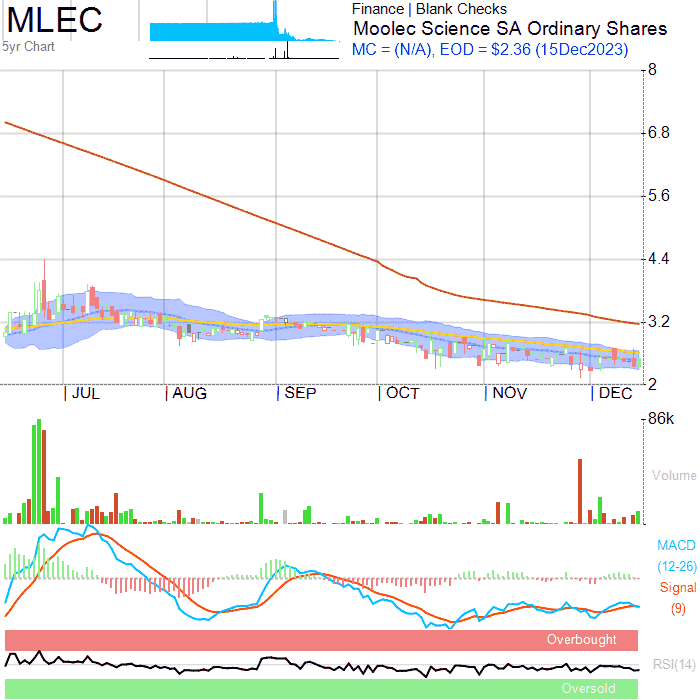 MLEC
5yr Chart
Finance | Blank Checks
Moolec Science SA Ordinary Shares
MC = (N/A), EOD = $2.36 (15Dec2023)
8
6.8
5.6
4.4
3.2
2
JUL
AUG
SEP
OCT
NOV
DEC
86k
Volume
MACD
(12-26)
Signal
(9)
Overbought
RSI(14)
Oversold